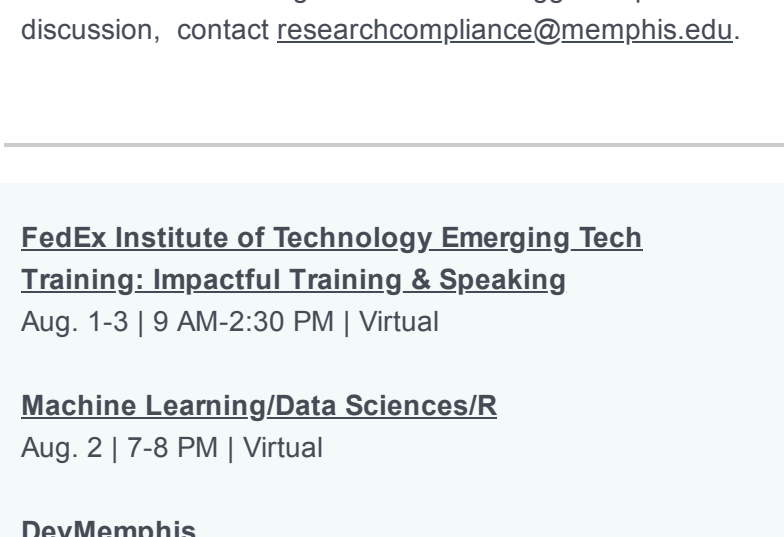 discussion, contact researchcompliance@memphis.edu.
FedEx Institute of Technology Emerging Tech
Training: Impactful Training & Speaking
Aug. 1-3 | 9 AM-2:30 PM | Virtual
Machine Learning/Data Sciences/R
Aug. 2 | 7-8 PM | Virtual
DevMemphis